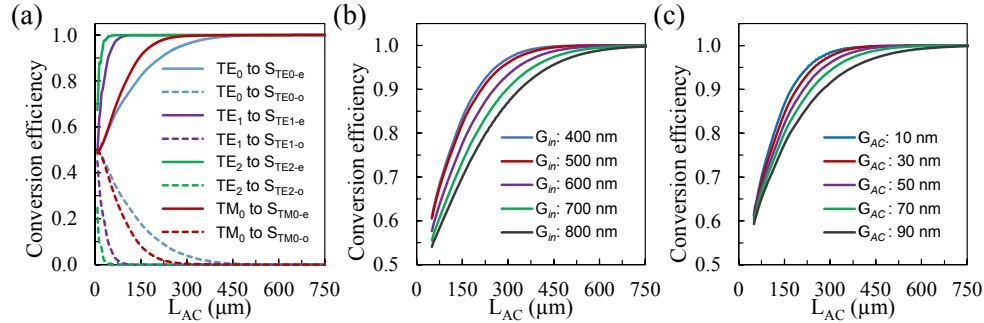 (a)
Conversion efficiency
1.0
0.8
0.6
0.4
0.2
0.0
0 150 300 450 600 750
L_AC (μm)
TE_0 to S_TE0-e
TE_0 to S_TE0-o
TE_1 to S_TE1-e
TE_1 to S_TE1-o
TE_2 to S_TE2-e
TE_2 to S_TE2-o
TM_0 to S_TM0-e
TM_0 to S_TM0-o
(b)
Conversion efficiency
1.0
0.9
0.8
0.7
0.6
0.5
0 150 300 450 600 750
L_AC (μm)
G_in: 400 nm
G_in: 500 nm
G_in: 600 nm
G_in: 700 nm
G_in: 800 nm
(c)
Conversion efficiency
1.0
0.9
0.8
0.7
0.6
0.5
0 150 300 450 600 750
L_AC (μm)
G_AC: 10 nm
G_AC: 30 nm
G_AC: 50 nm
G_AC: 70 nm
G_AC: 90 nm